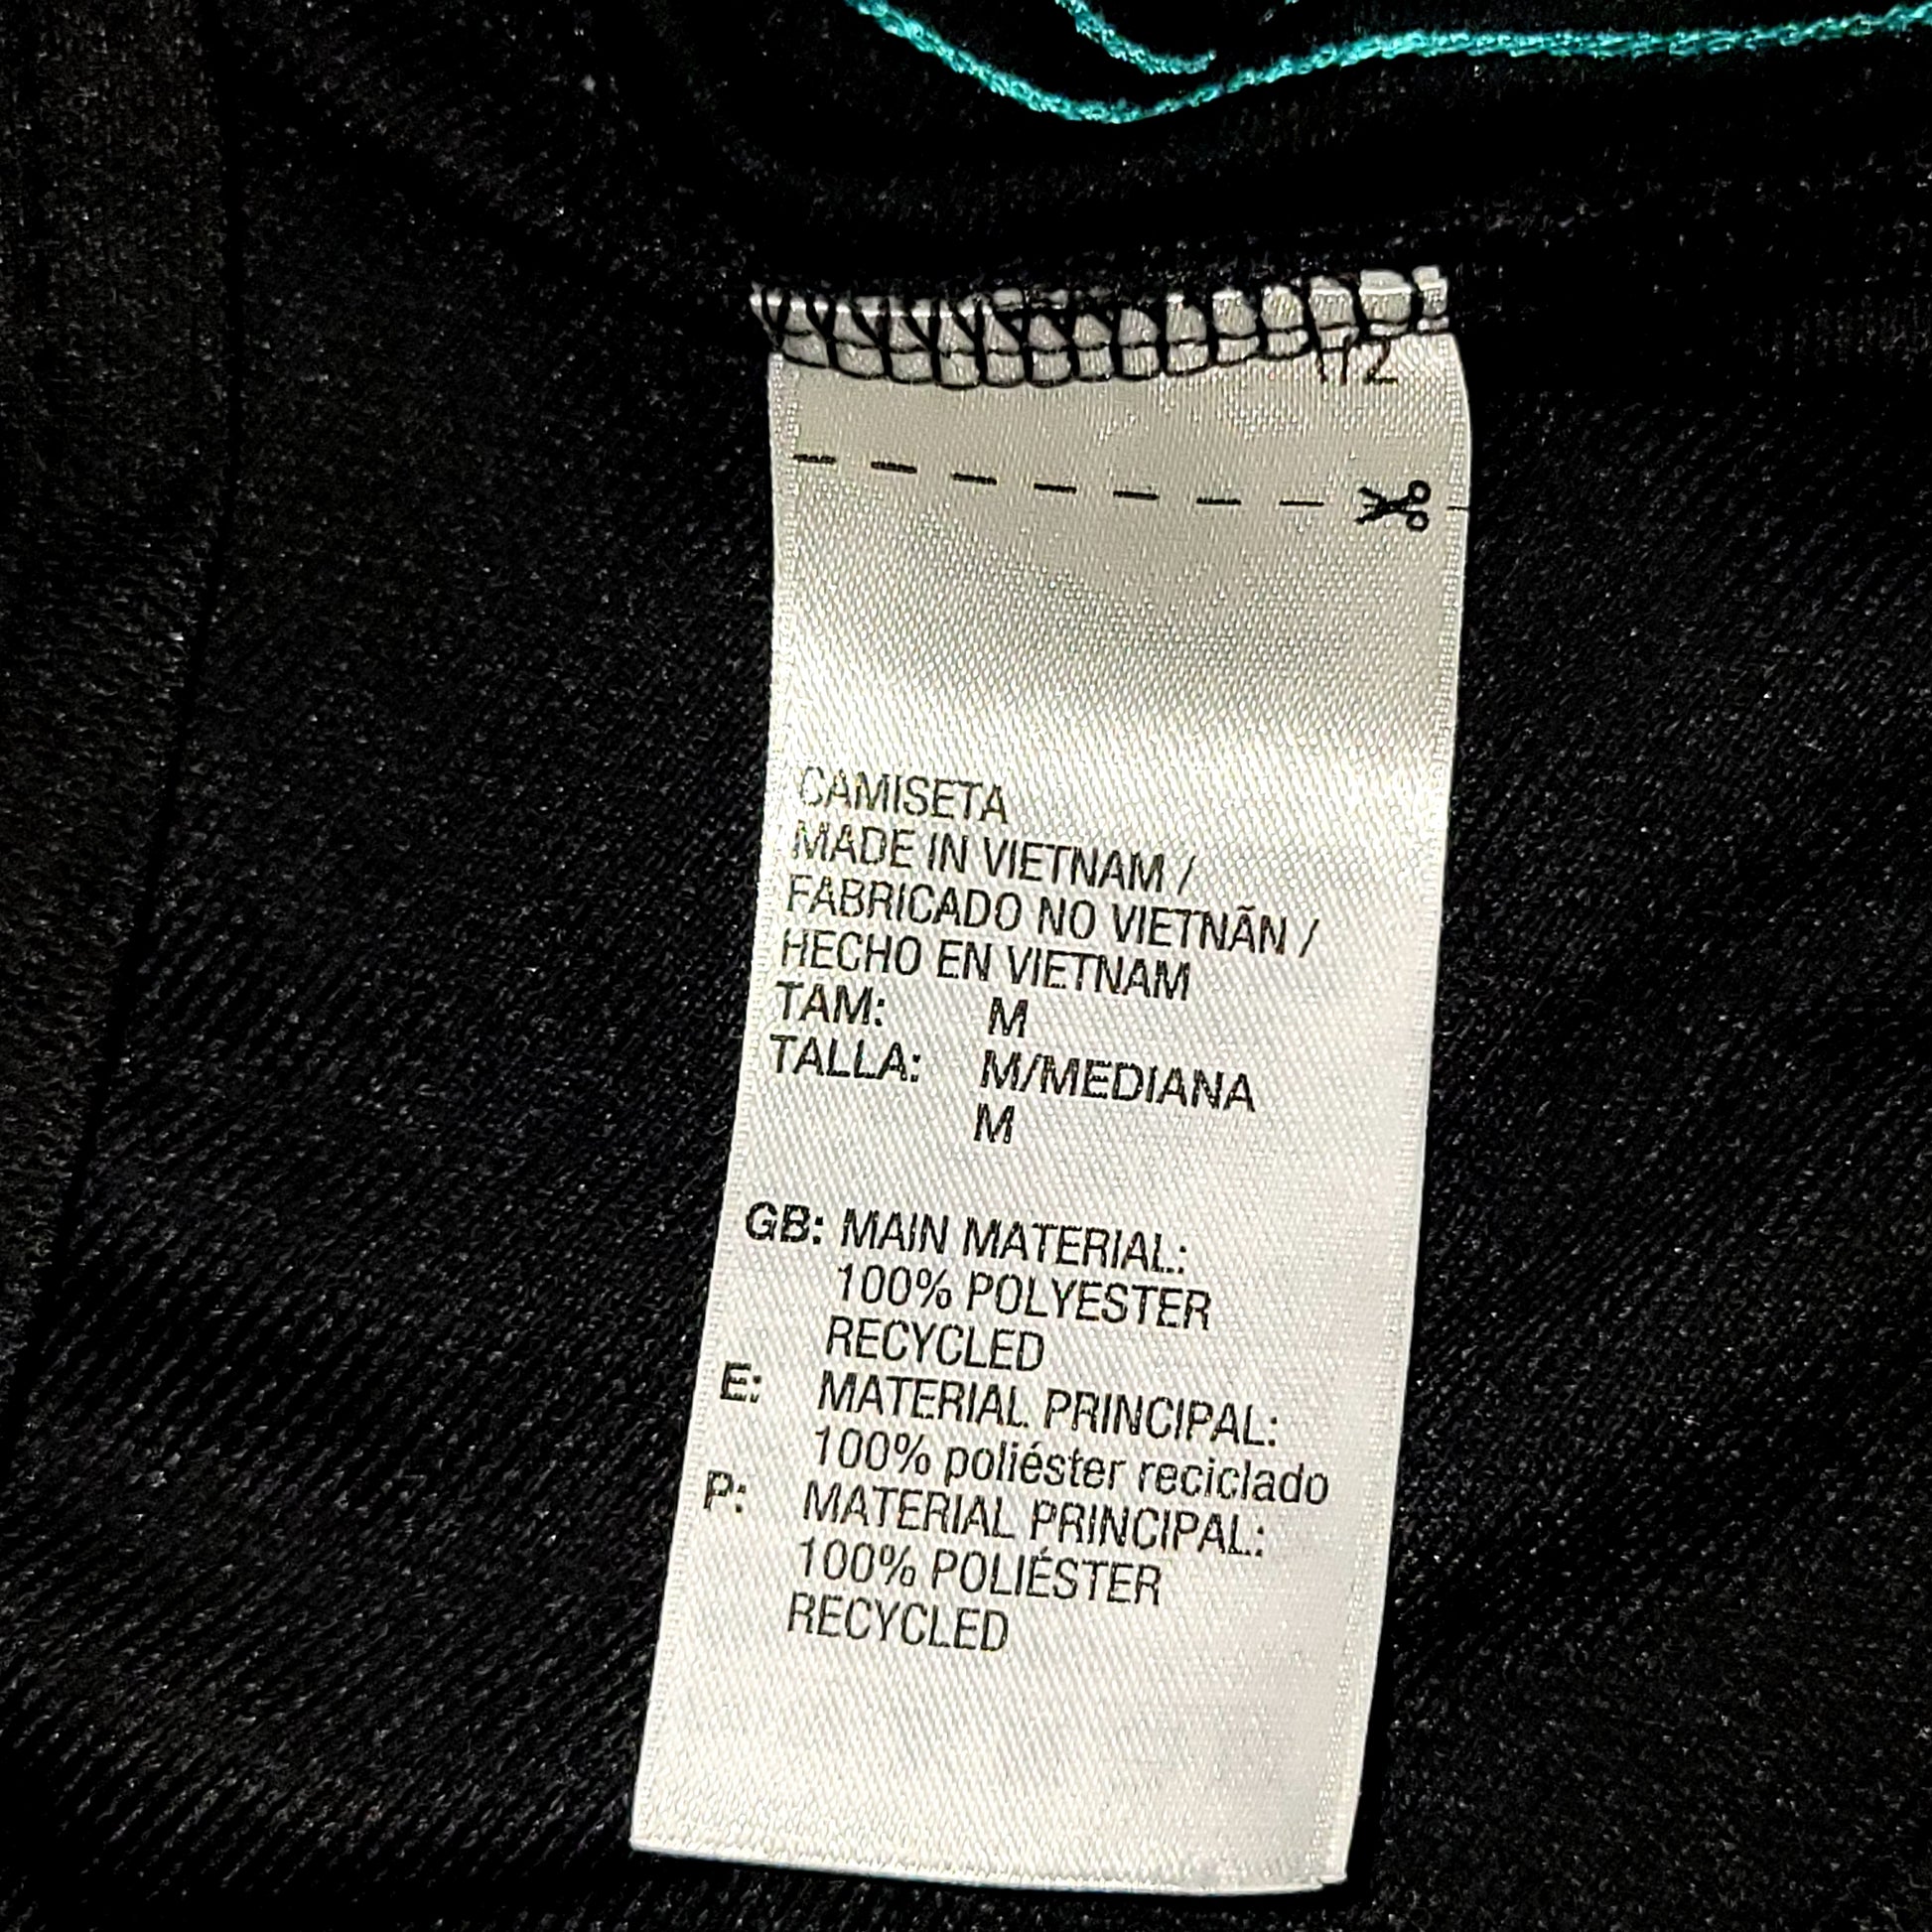 CAMISETA
MADE IN VIETNAM /
FABRICADO NO VIETNÃN /
HECHO EN VIETNAM
TAM: M
TALLA: M/MEDIANA
M
GB: MAIN MATERIAL:
100% POLYESTER
RECYCLED
E: MATERIAL PRINCIPAL:
100% poliéster reciclado
P: MATERIAL PRINCIPAL:
100% POLIÉSTER
RECYCLED